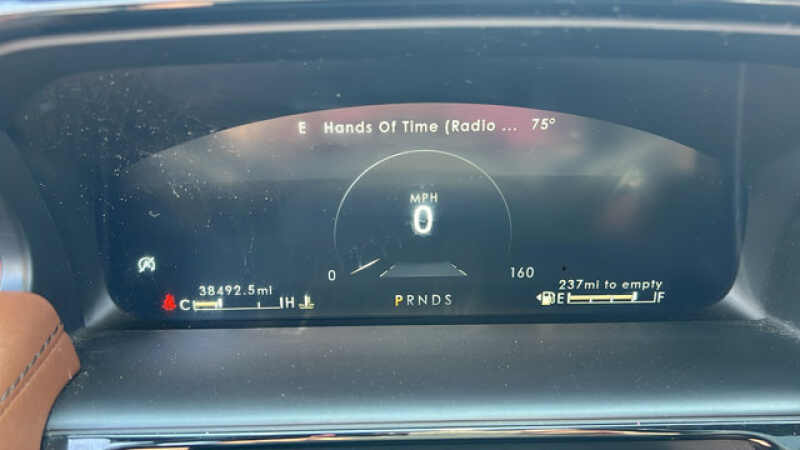 E Hands Of Time (Radio ... 75°
MPH
0
0 160
38492.5mi
237mi to empty
C H
PRNDS
E F